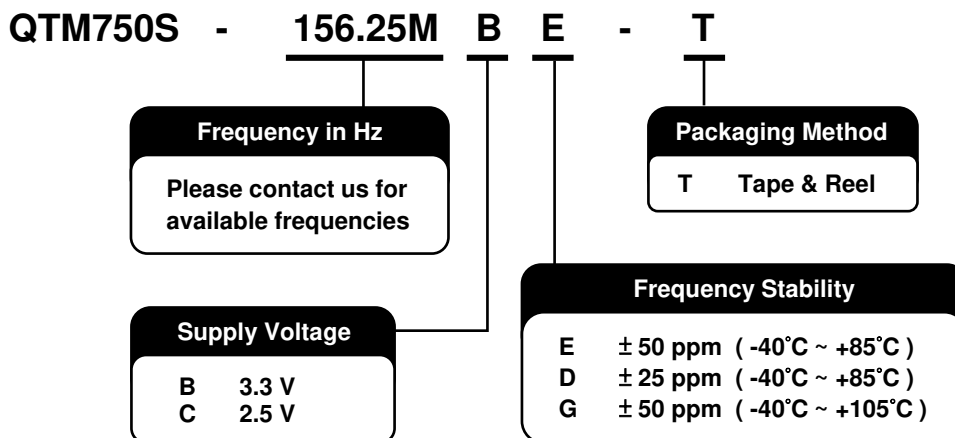 QTM750S - 156.25M B E - T
Frequency in Hz
Please contact us for
available frequencies
Packaging Method
T Tape & Reel
Supply Voltage
B 3.3 V
C 2.5 V
Frequency Stability
E ± 50 ppm ( -40°C ~ +85°C )
D ± 25 ppm ( -40°C ~ +85°C )
G ± 50 ppm ( -40°C ~ +105°C )